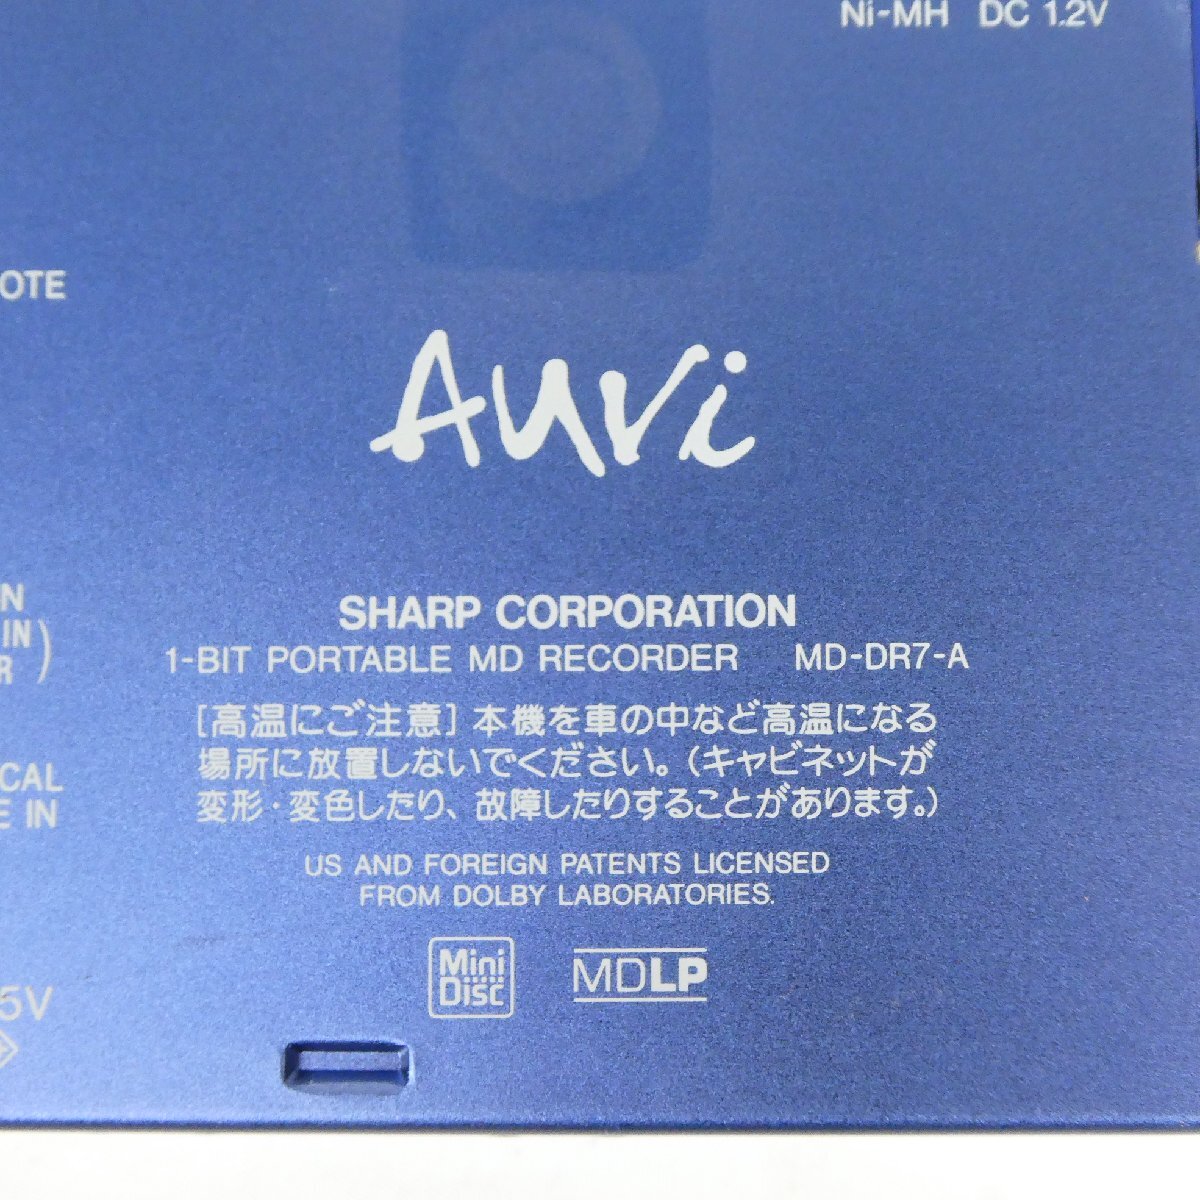 Ni-MH DC 1.2V
OTE
Auvi
N
IN
R )
SHARP CORPORATION
1-BIT PORTABLE MD RECORDER MD-DR7-A
[高温にご注意] 本機を車の中など高温になる
場所に放置しないでください。(キャビネットが
変形・変色したり、故障したりすることがあります。)
CAL
E IN
US AND FOREIGN PATENTS LICENSED
FROM DOLBY LABORATORIES.
Mini
Disc
MDLP
5V